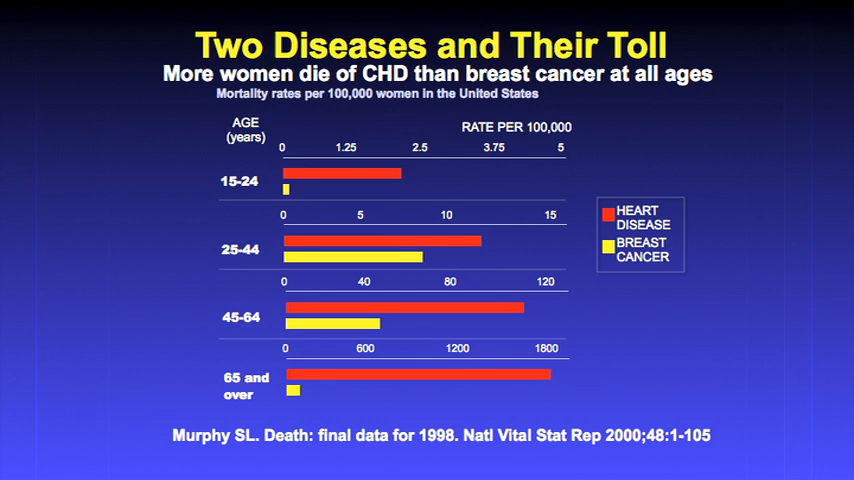 Two Diseases and Their Toll
More women die of CHD than breast cancer at all ages
Mortality rates per 100,000 women in the United States
AGE
(years)
RATE PER 100,000
0 1.25 2.5 3.75 5
15-24
0 5 10 15
25-44
0 40 80 120
45-64
0 600 1200 1800
65 and
over
HEART
DISEASE
BREAST
CANCER
Murphy SL. Death: final data for 1998. Natl Vital Stat Rep 2000;48:1-105